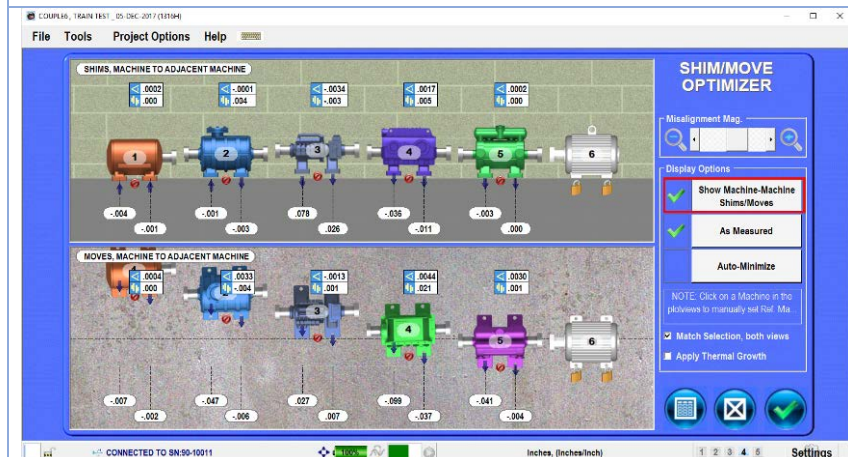 COUPLE6 , TRAIN TEST _ 05-DEC-2017 (1316H)
File Tools Project Options Help
SHIMS, MACHINE TO ADJACENT MACHINE
.0002 -.0001 -.0034 .0017 .0002
.000 .004 -.003 .005 .000
1 2 3 4 5 6
-.004 -.001 .078 -.036 -.003
-.001 -.003 .026 -.011 .000
MOVES, MACHINE TO ADJACENT MACHINE
.0004 .0033 -.0013 .0044 .0030
.000 -.004 .001 .021 .001
3 4 5 6
-.007 -.047 .027 -.099 -.041
-.002 -.006 .007 -.037 -.004
SHIM/MOVE
OPTIMIZER
Misalignment Mag.
Display Options
Show Machine-Machine
Shims/Moves
As Measured
Auto-Minimize
NOTE: Click on a Machine in the
plotviews to manually set Ref. Ma...
Match Selection, both views
Apply Thermal Growth
CONNECTED TO SN:90-10011
100%
Inches, (Inches/Inch)
1 2 3 4 5
Settings